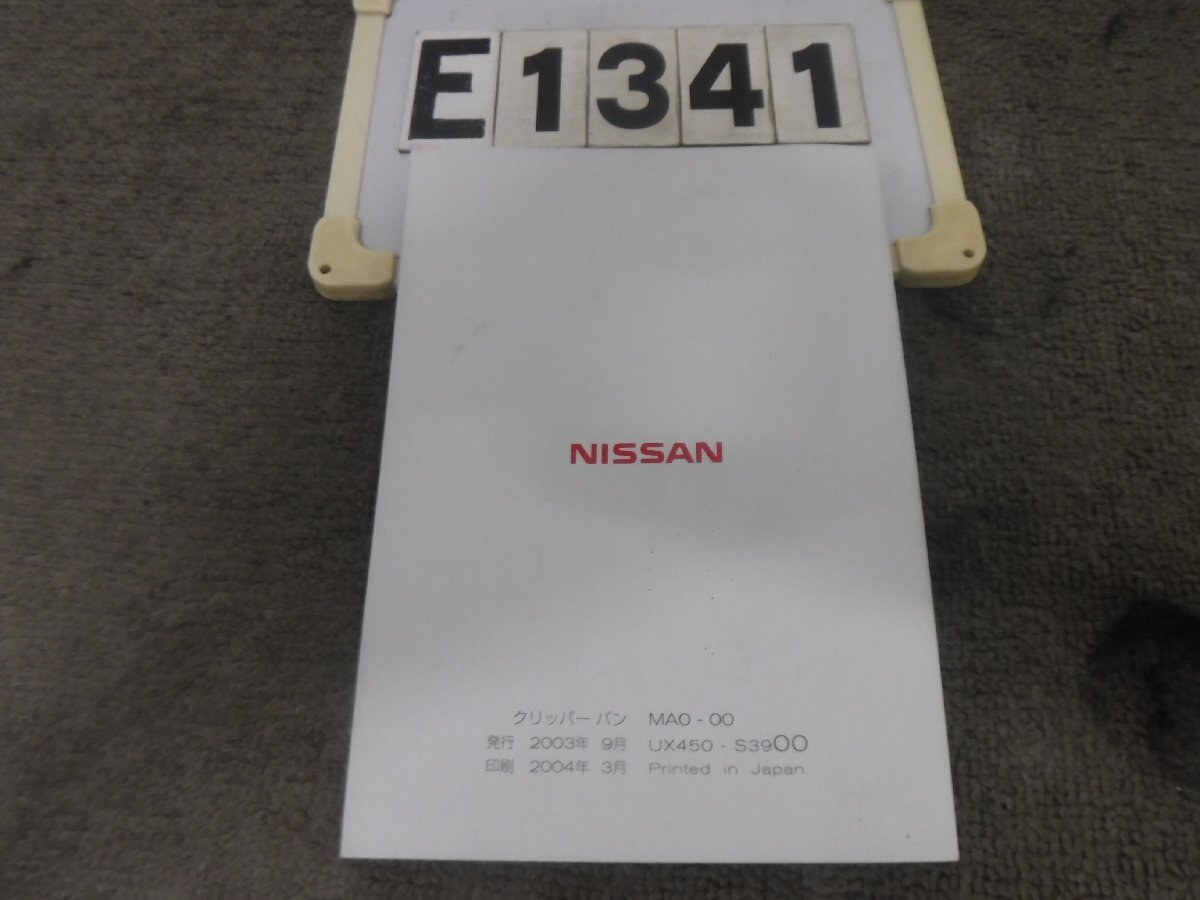 E1341
NISSAN
クリッパー バン MA0 - 00
発行 2003年 9月 UX450 - S3900
印刷 2004年 3月 Printed in Japan